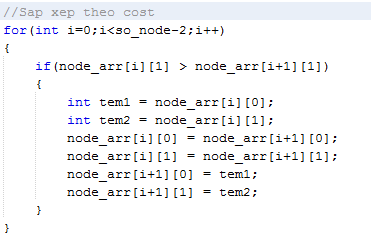 //Sap xep theo cost
for(int i=0;i<so_node-2;i++)
{
    if(node_arr[i][1] > node_arr[i+1][1])
    {
        int tem1 = node_arr[i][0];
        int tem2 = node_arr[i][1];
        node_arr[i][0] = node_arr[i+1][0];
        node_arr[i][1] = node_arr[i+1][1];
        node_arr[i+1][0] = tem1;
        node_arr[i+1][1] = tem2;
    }
}